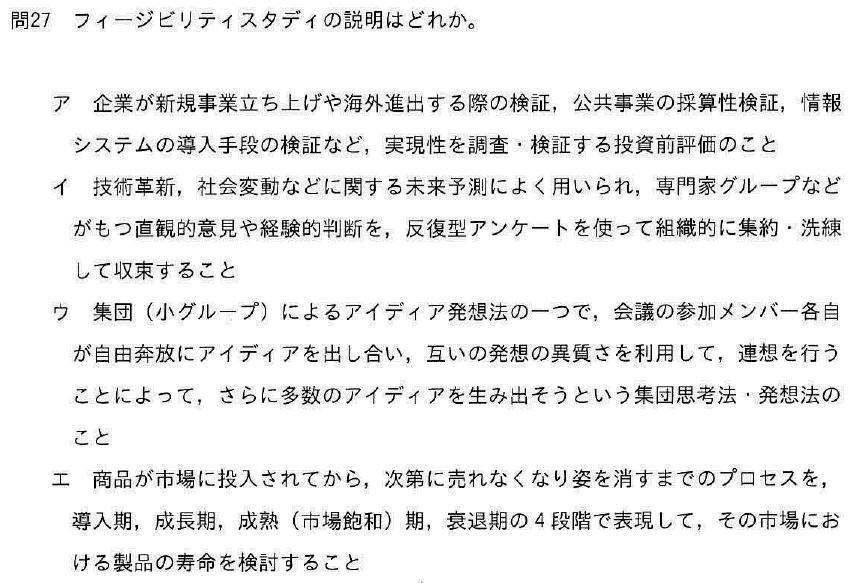 問27 フィージビリティスタディの説明はどれか。
ア 企業が新規事業立ち上げや海外進出する際の検証，公共事業の採算性検証，情報
システムの導入手段の検証など，実現性を調査・検証する投資前評価のこと
イ 技術革新，社会変動などに関する未来予測によく用いられ，専門家グループなど
がもつ直観的意見や経験的判断を，反復型アンケートを使って組織的に集約・洗練
して収束すること
ウ 集団（小グループ）によるアイディア発想法の一つで，会議の参加メンバー各自
が自由奔放にアイディアを出し合い，互いの発想の異質さを利用して，連想を行う
ことによって，さらに多数のアイディアを生み出そうという集団思考法・発想法の
こと
エ 商品が市場に投入されてから，次第に売れなくなり姿を消すまでのプロセスを，
導入期，成長期，成熟（市場飽和）期，衰退期の4段階で表現して，その市場にお
ける製品の寿命を検討すること